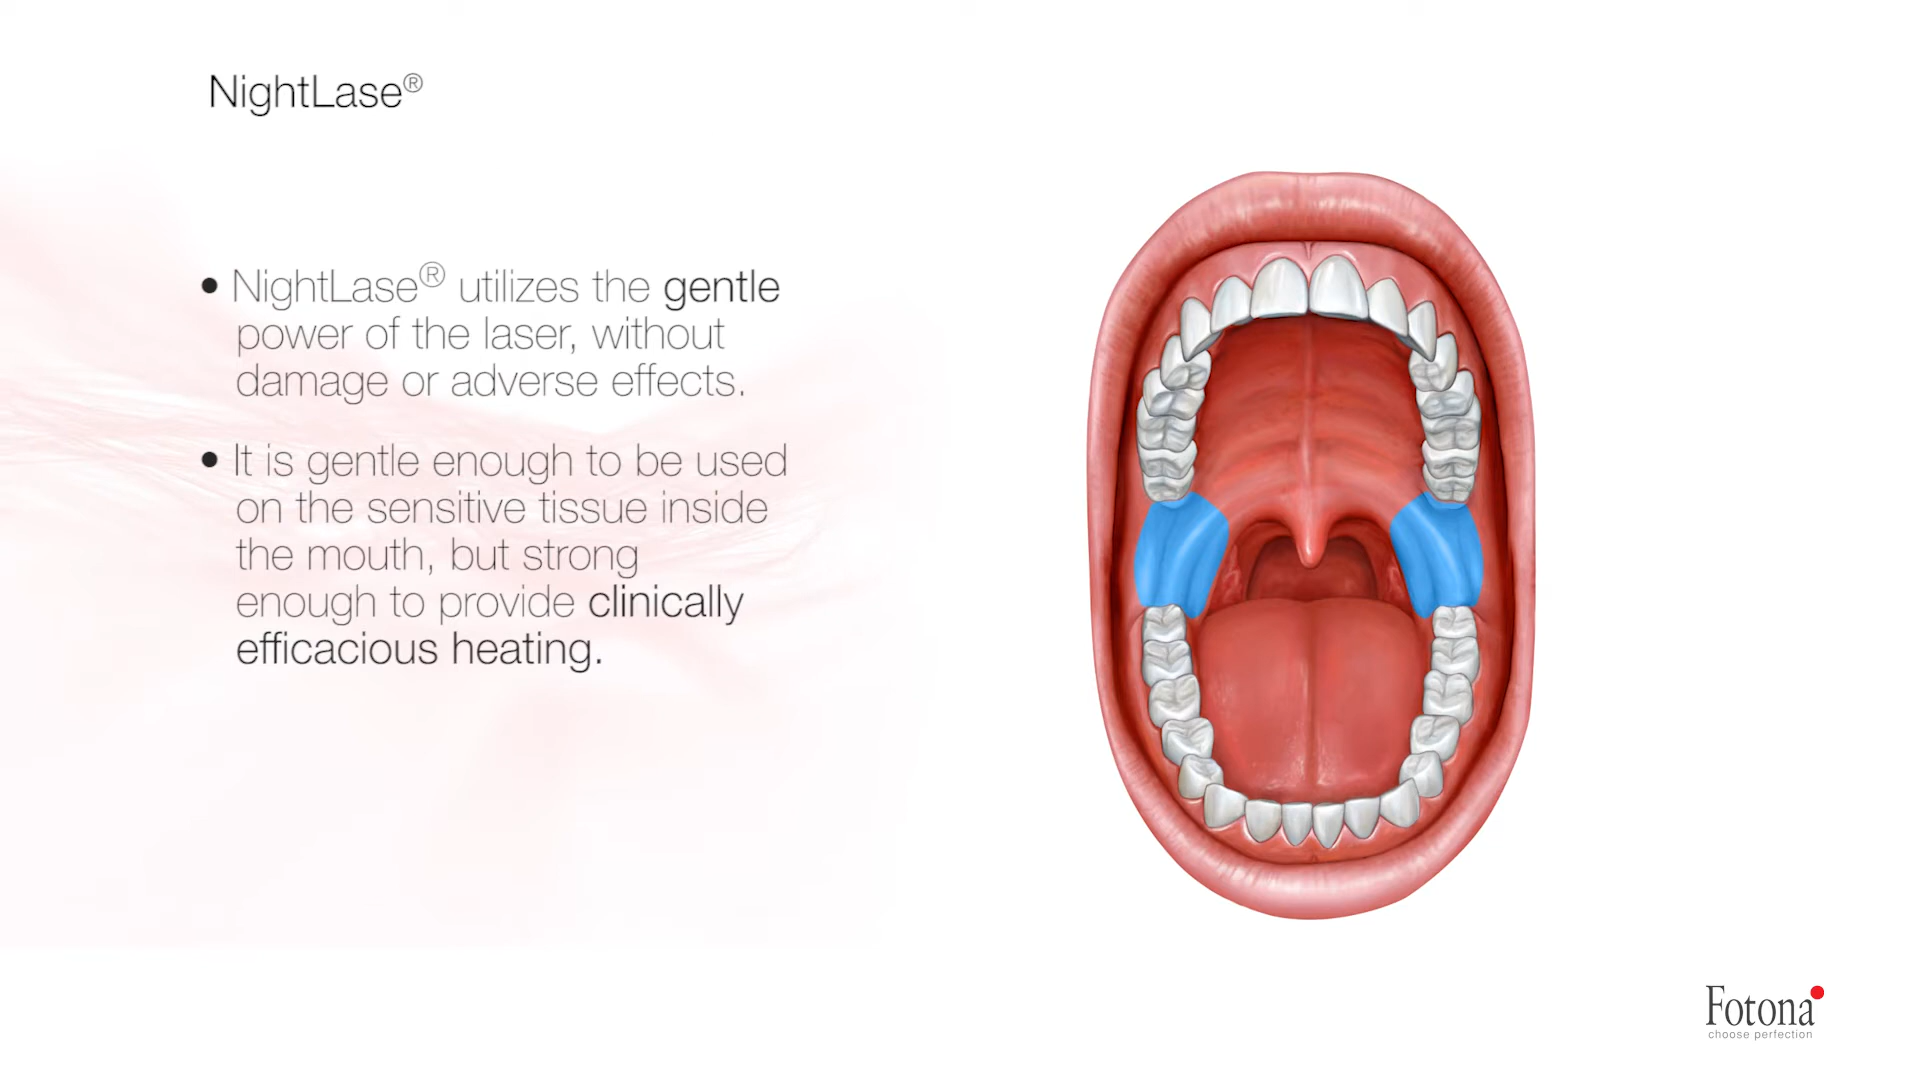 NightLase®
• NightLase® utilizes the gentle
power of the laser, without
damage or adverse effects.
• It is gentle enough to be used
on the sensitive tissue inside
the mouth, but strong
enough to provide clinically
efficacious heating.
Fotona
choose perfection